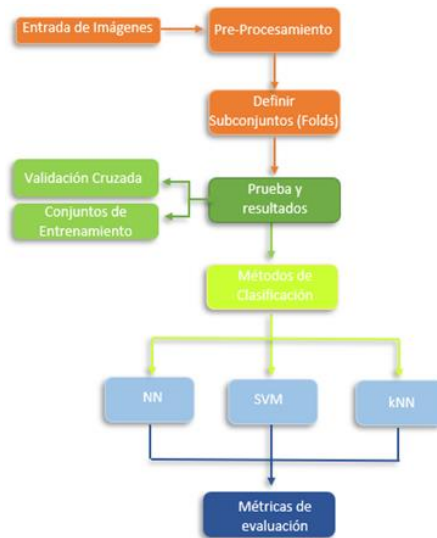 Entrada de Imágenes
Pre-Procesamiento
Definir
Subconjuntos (Folds)
Validación Cruzada
Conjuntos de
Entrenamiento
Prueba y
resultados
Métodos de
Clasificación
NN
SVM
kNN
Métricas de
evaluación